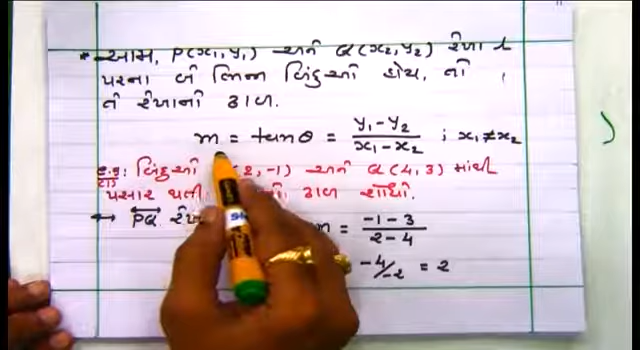 * આમ, P(x₁, y₁) અને Q(x₂, y₂) રેખા l
પરના બે ભિન્ન બિંદુઓ હોય, તો
તે રેખાનો ઢાળ.
m = tanθ = y₁-y₂ / x₁-x₂ ; x₁ ≠ x₂
e.g: બિંદુઓ (2, -1) અને Q(4, 3) માંથી
પસાર થતી ઢાળ શોધો.
↔ PQ = -1-3 / 2-4
-4/-2 = 2